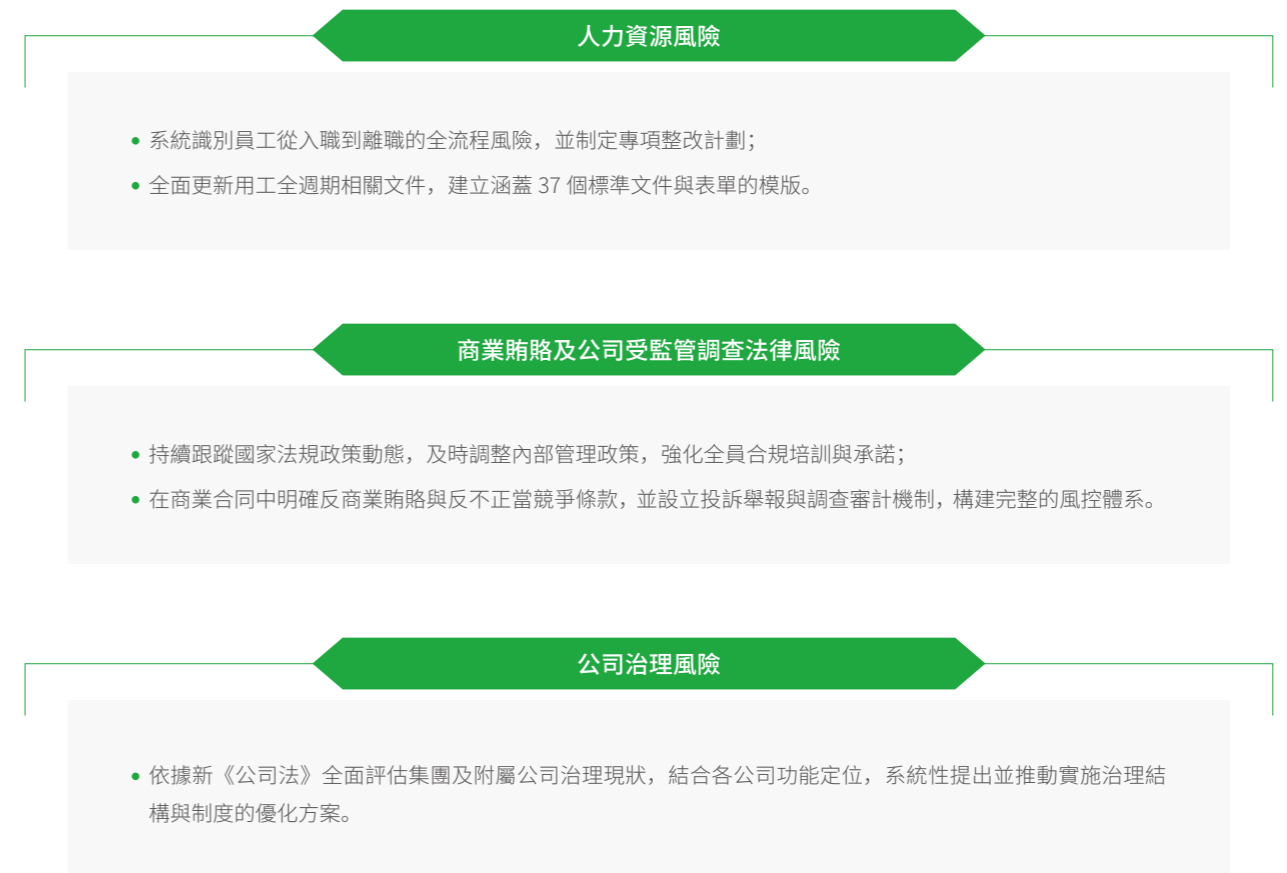 人力資源風險
• 系統識別員工從入職到離職的全流程風險，並制定專項整改計劃；
• 全面更新用工全週期相關文件，建立涵蓋 37 個標準文件與表單的模版。
商業賄賂及公司受監管調查法律風險
• 持續跟蹤國家法規政策動態，及時調整內部管理政策，強化全員合規培訓與承諾；
• 在商業合同中明確反商業賄賂與反不正當競爭條款，並設立投訴舉報與調查審計機制，構建完整的風控體系。
公司治理風險
• 依據新《公司法》全面評估集團及附屬公司治理現狀，結合各公司功能定位，系統性提出並推動實施治理結
構與制度的優化方案。